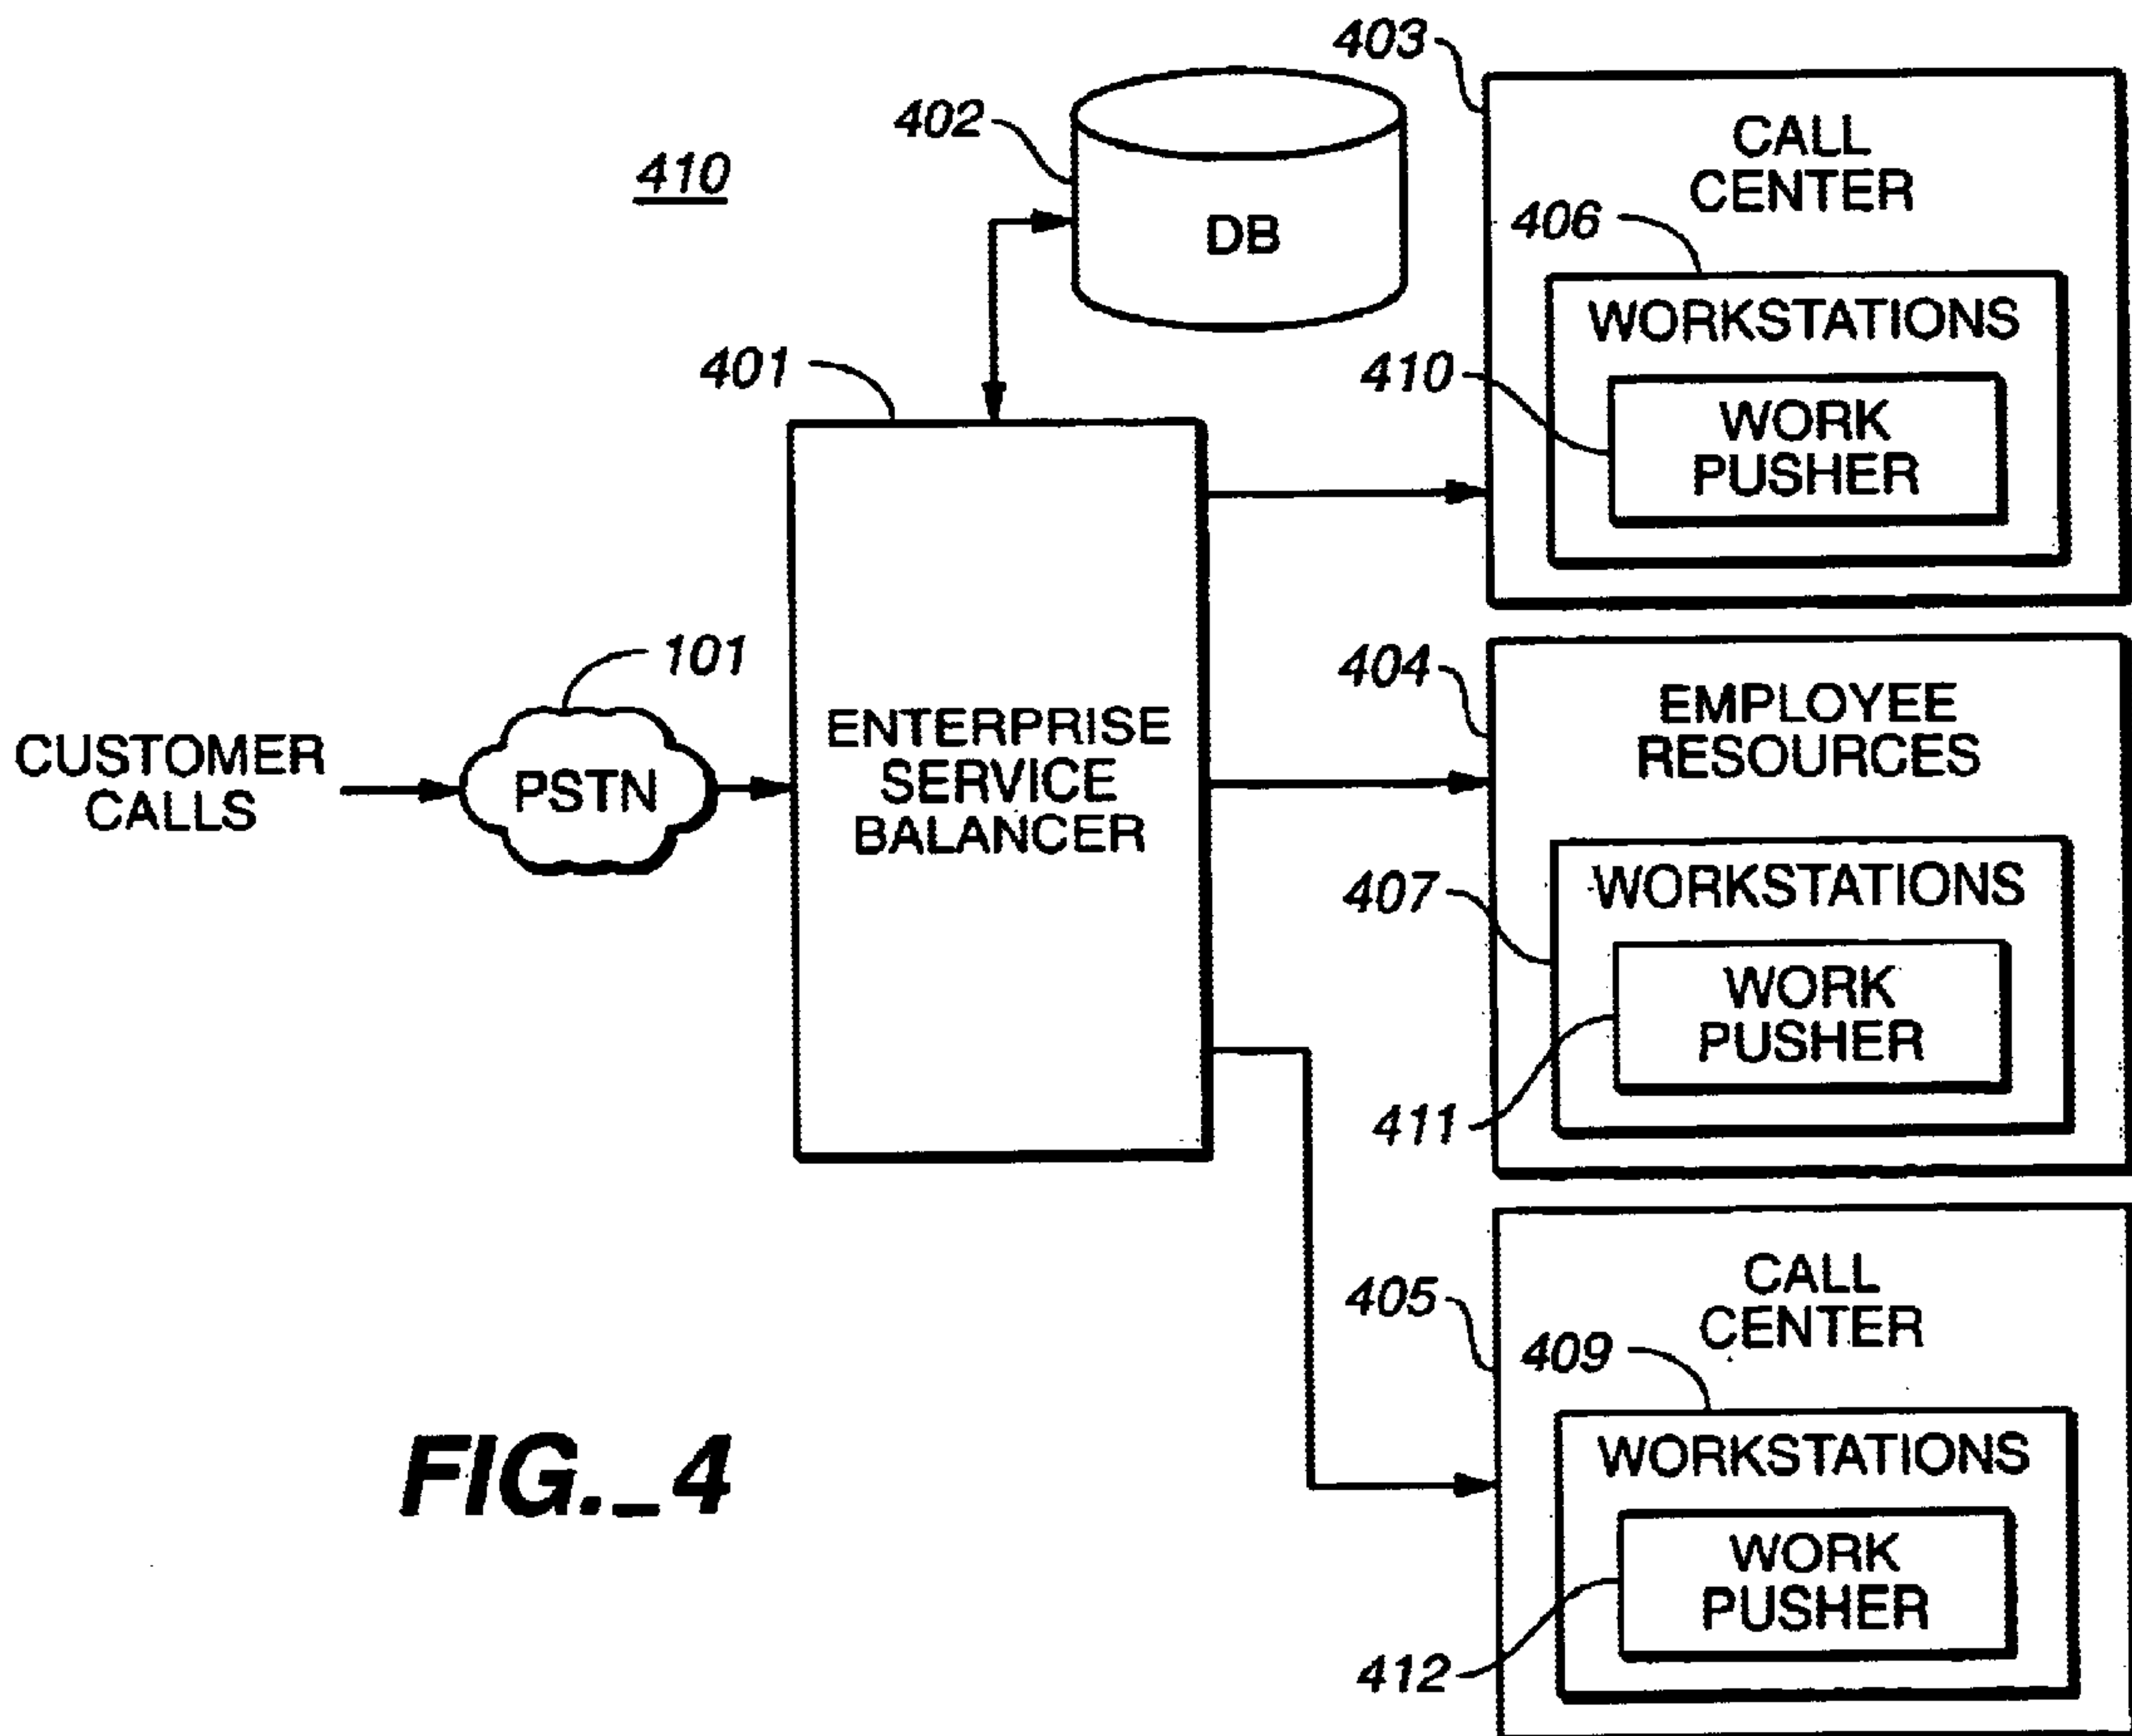 403
402
410
CALL
CENTER
DB
406
WORKSTATIONS
401
410
WORK
PUSHER
101
404
EMPLOYEE
RESOURCES
CUSTOMER
CALLS
PSTN
ENTERPRISE
SERVICE
BALANCER
407
WORKSTATIONS
WORK
PUSHER
411
405
CALL
CENTER
409
WORKSTATIONS
FIG._4
WORK
PUSHER
412